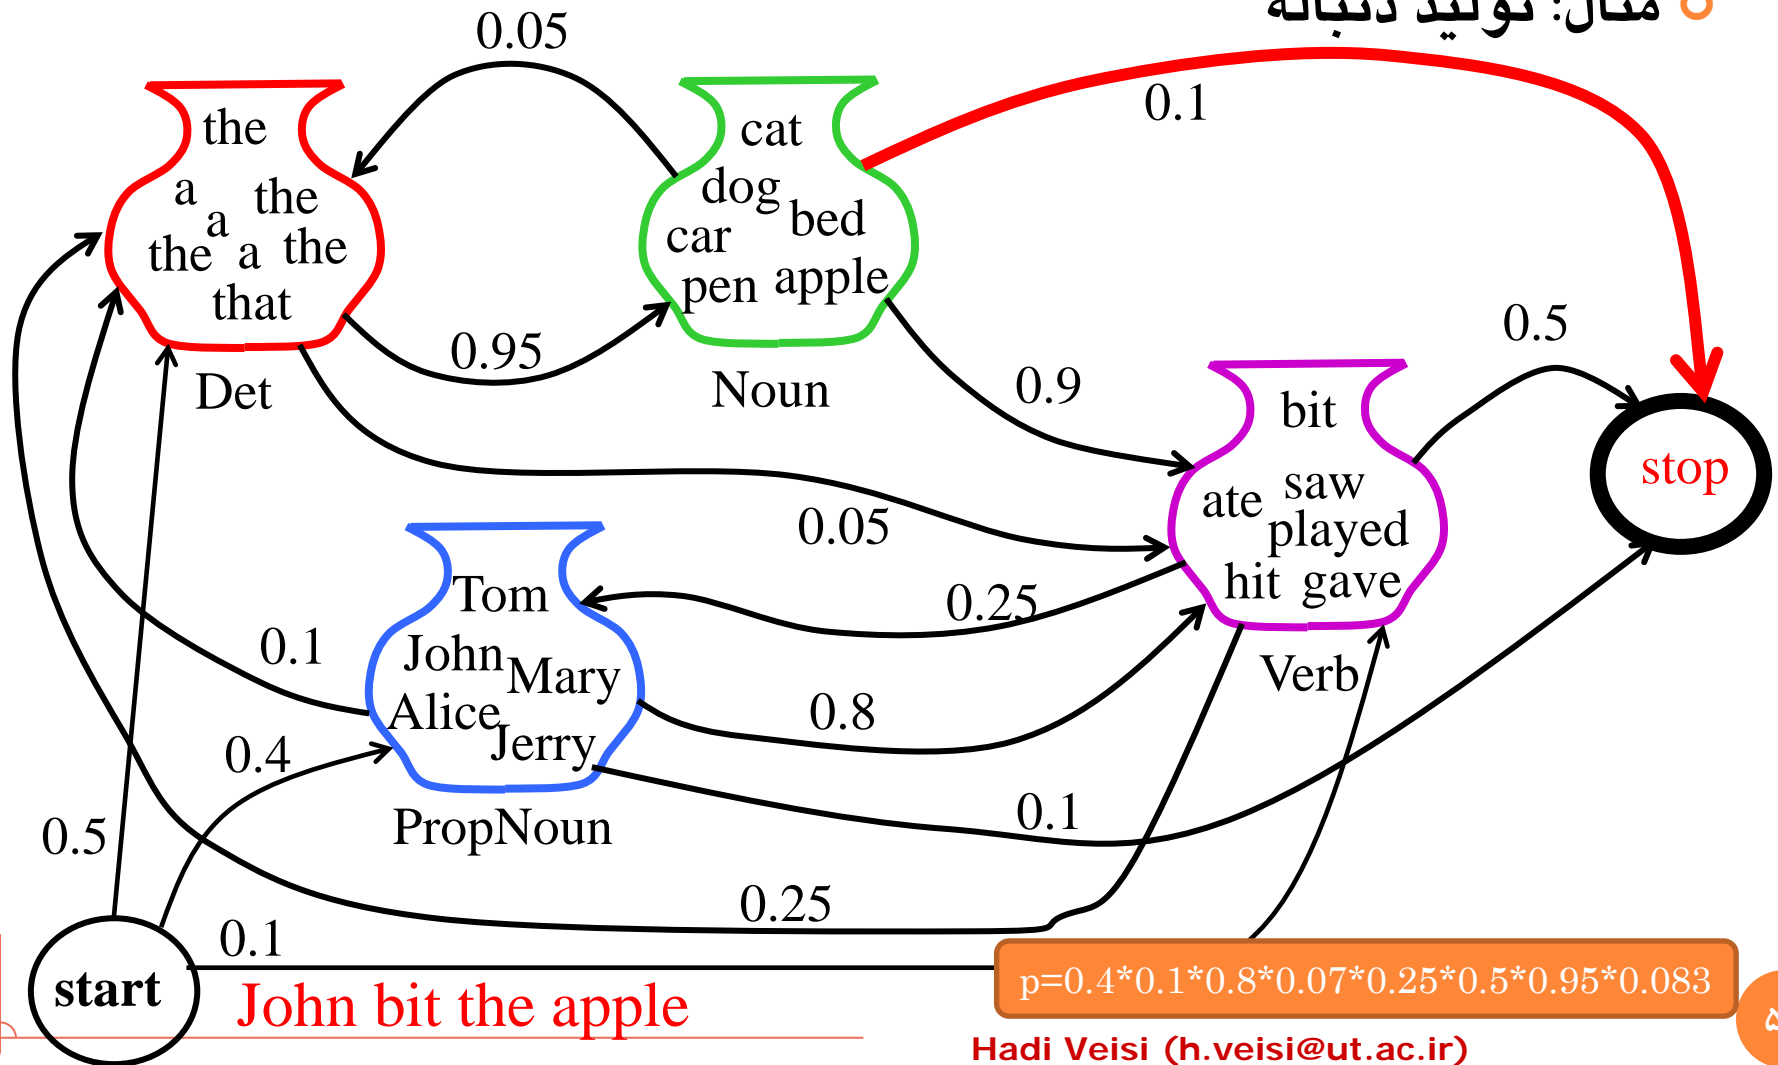 مثال: تولید دنباله
0.05
0.1
the
a the
a
the a the
that
Det
cat
dog
bed
car
pen apple
Noun
0.95
0.9
0.5
bit
saw
ate
played
hit gave
Verb
stop
0.05
0.25
Tom
John
Mary
Alice
Jerry
PropNoun
0.1
0.8
0.4
0.1
0.5
0.25
0.1
start
John bit the apple
p=0.4*0.1*0.8*0.07*0.25*0.5*0.95*0.083
Hadi Veisi (h.veisi@ut.ac.ir)